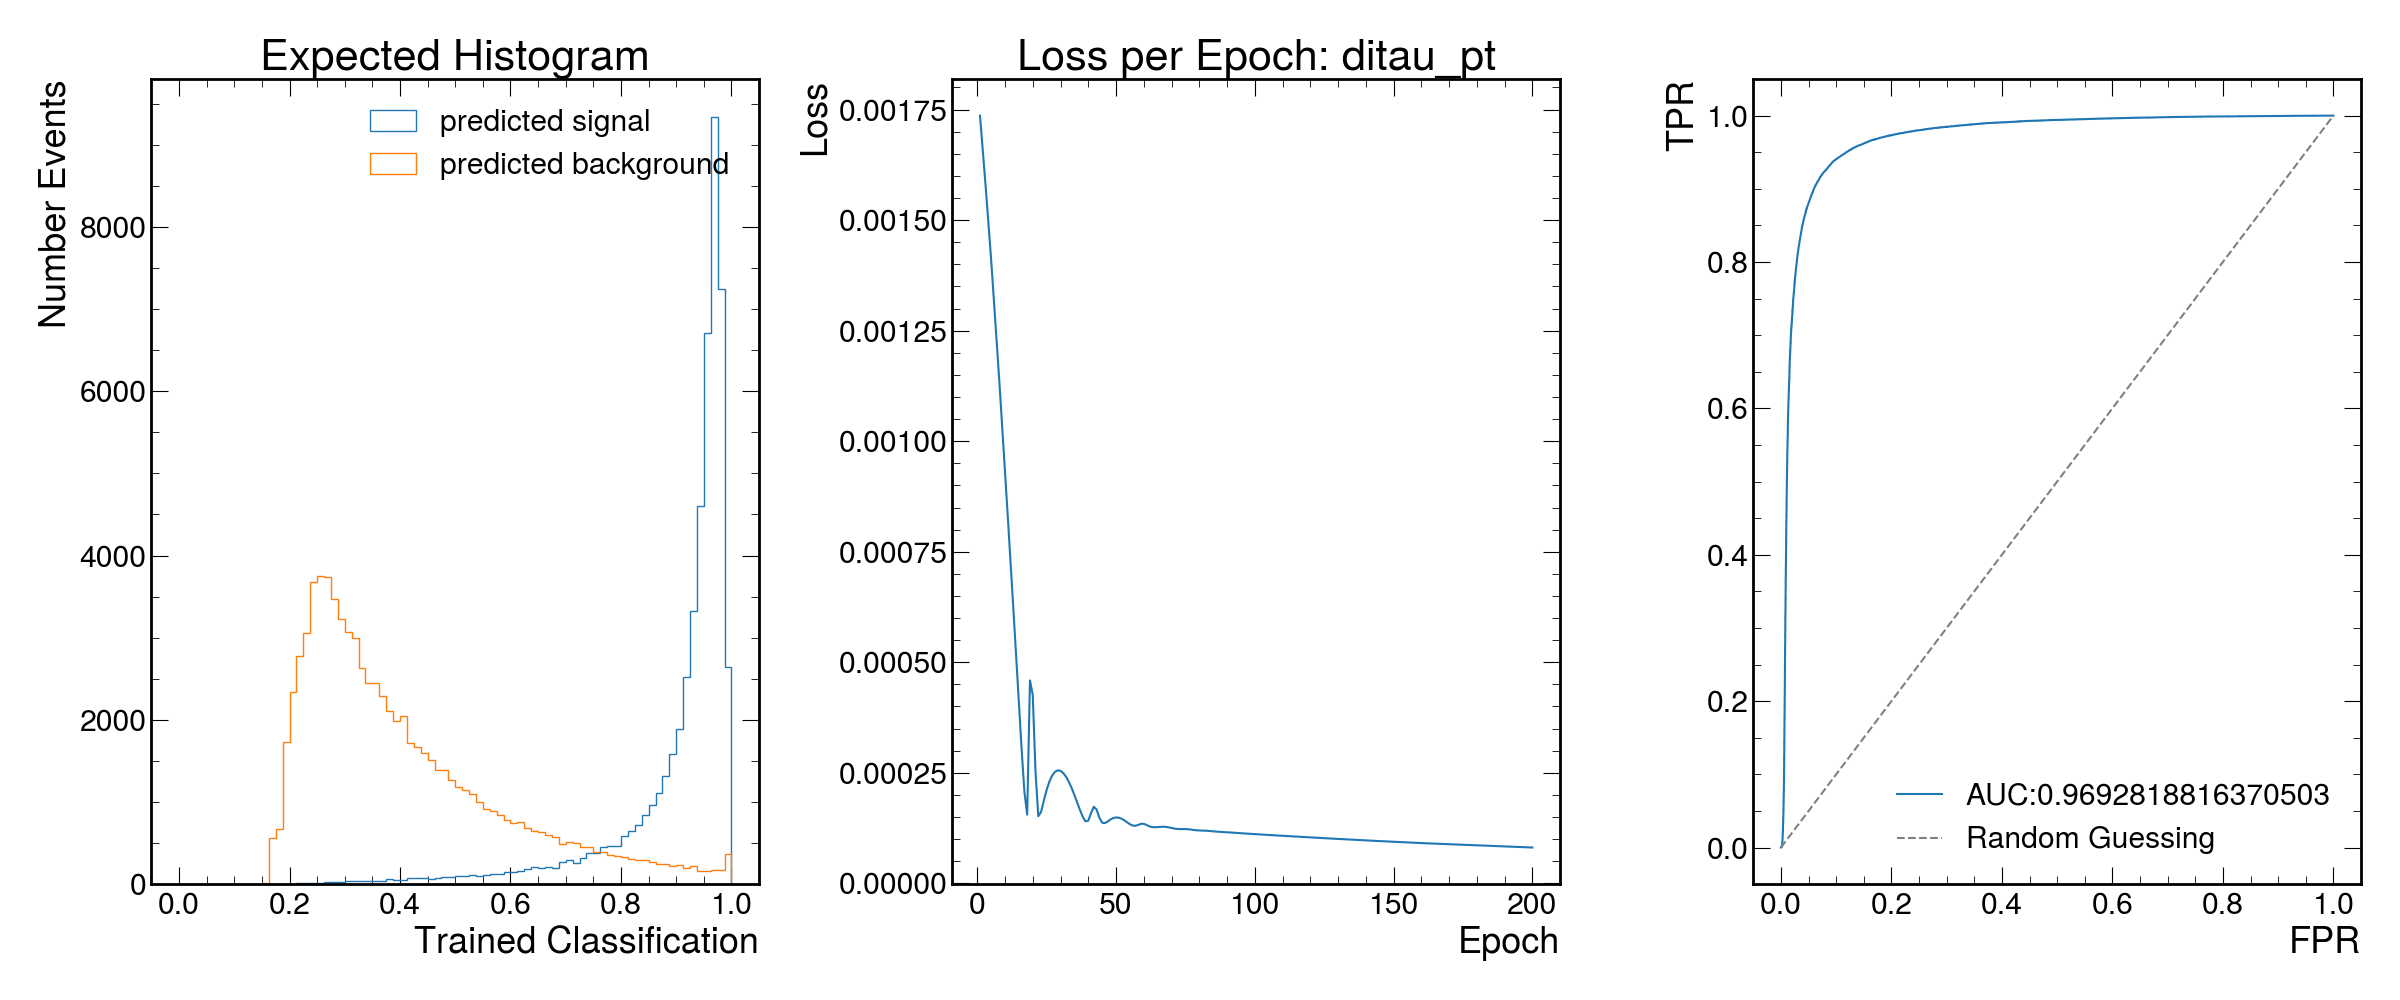 Expected Histogram
Number Events
predicted signal
predicted background
8000
6000
4000
2000
0
0.0 0.2 0.4 0.6 0.8 1.0
Trained Classification
Loss per Epoch: ditau_pt
Loss
0.00175
0.00150
0.00125
0.00100
0.00075
0.00050
0.00025
0.00000
0 50 100 150 200
Epoch
TPR
1.0
0.8
0.6
0.4
0.2
0.0
AUC:0.9692818816370503
Random Guessing
0.0 0.2 0.4 0.6 0.8 1.0
FPR